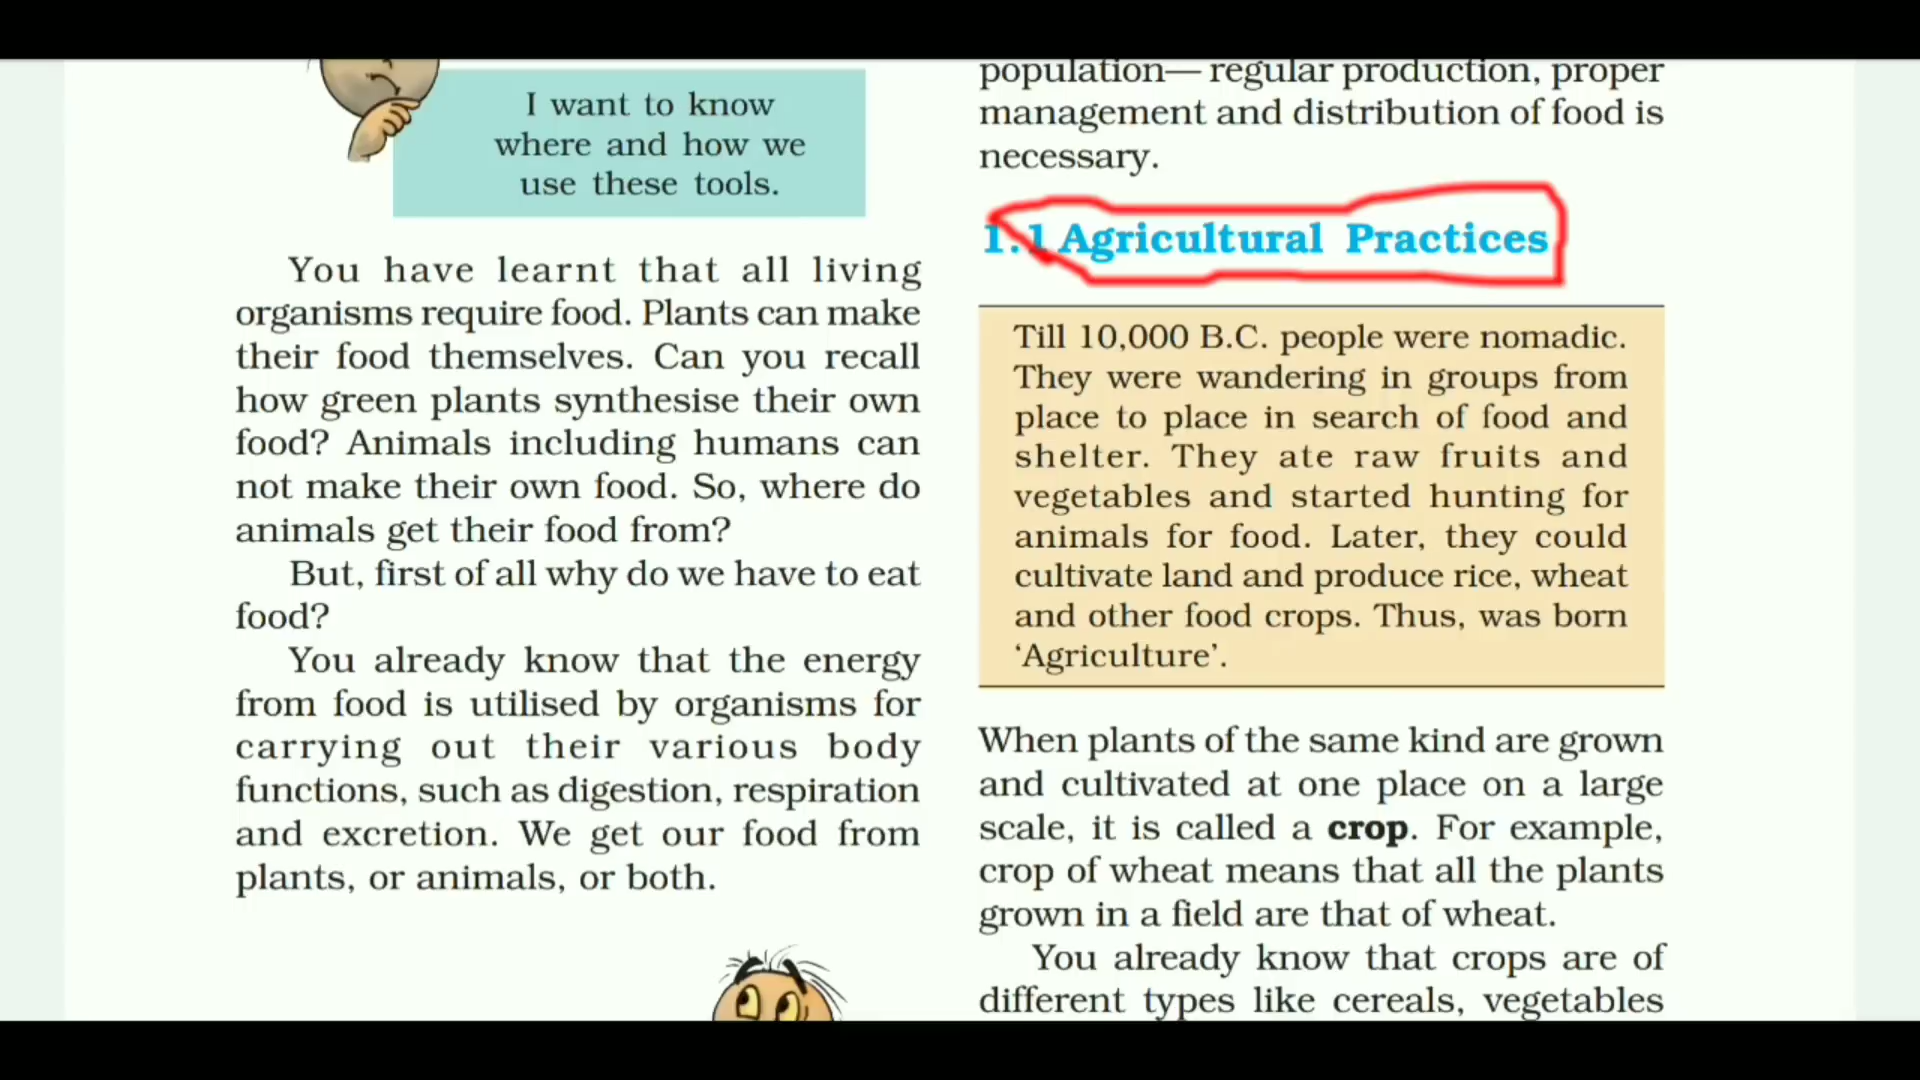 I want to know
where and how we
use these tools.
You have learnt that all living
organisms require food. Plants can make
their food themselves. Can you recall
how green plants synthesise their own
food? Animals including humans can
not make their own food. So, where do
animals get their food from?
But, first of all why do we have to eat
food?
You already know that the energy
from food is utilised by organisms for
carrying out their various body
functions, such as digestion, respiration
and excretion. We get our food from
plants, or animals, or both.
population— regular production, proper
management and distribution of food is
necessary.
1.1 Agricultural Practices
Till 10,000 B.C. people were nomadic.
They were wandering in groups from
place to place in search of food and
shelter. They ate raw fruits and
vegetables and started hunting for
animals for food. Later, they could
cultivate land and produce rice, wheat
and other food crops. Thus, was born
‘Agriculture’.
When plants of the same kind are grown
and cultivated at one place on a large
scale, it is called a crop. For example,
crop of wheat means that all the plants
grown in a field are that of wheat.
You already know that crops are of
different types like cereals, vegetables